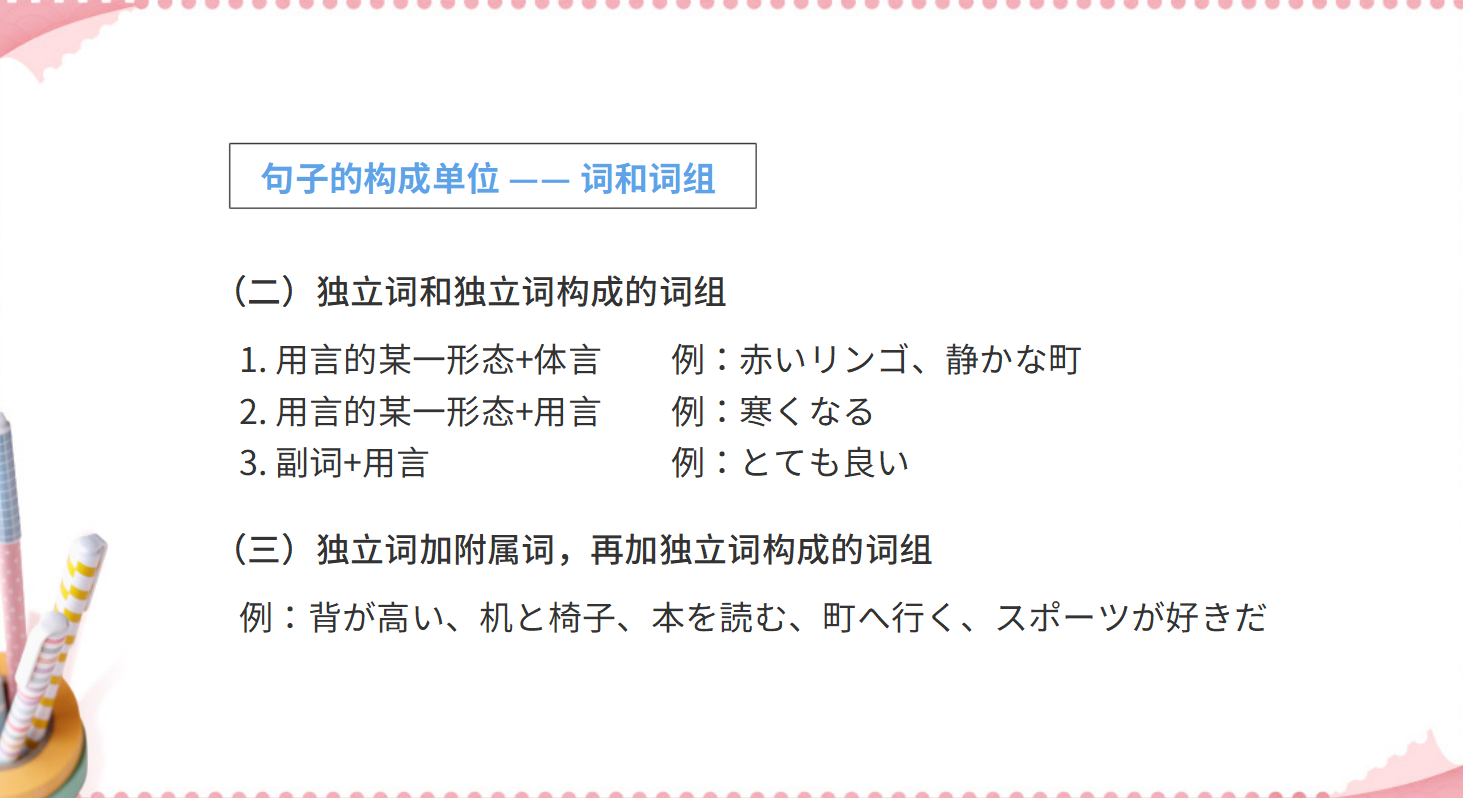 句子的构成单位 —— 词和词组
（二）独立词和独立词构成的词组
1. 用言的某一形态+体言 例：赤いリンゴ、静かな町
2. 用言的某一形态+用言 例：寒くなる
3. 副词+用言 例：とても良い
（三）独立词加附属词，再加独立词构成的词组
例：背が高い、机と椅子、本を読む、町へ行く、スポーツが好きだ